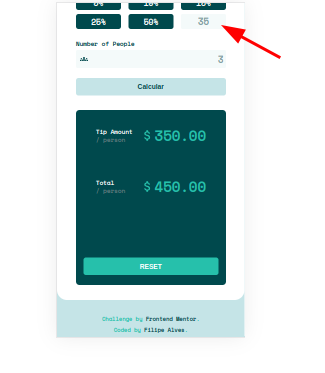 5% 10% 15%
25% 50% 35
Number of People
3
Calcular
Tip Amount
/ person
$ 350.00
Total
/ person
$ 450.00
RESET
Challenge by Frontend Mentor.
Coded by Filipe Alves.